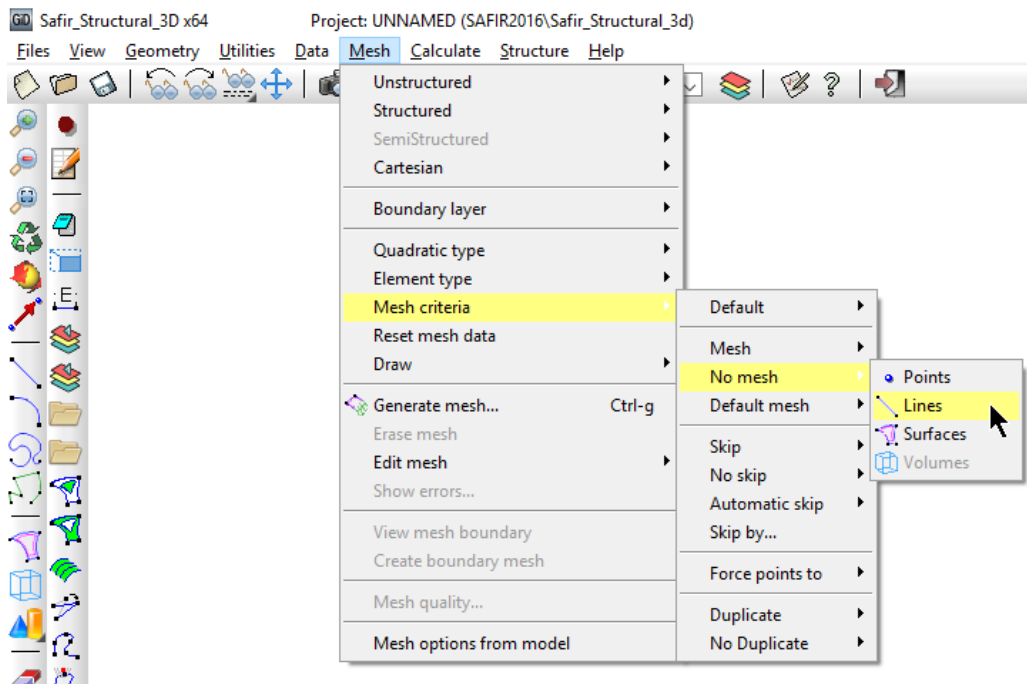 GiD Safir_Structural_3D x64 Project: UNNAMED (SAFIR2016\Safir_Structural_3d)
Files View Geometry Utilities Data Mesh Calculate Structure Help
Unstructured
Structured
SemiStructured
Cartesian
Boundary layer
Quadratic type
Element type
Mesh criteria
Reset mesh data
Draw
Generate mesh... Ctrl-g
Erase mesh
Edit mesh
Show errors...
View mesh boundary
Create boundary mesh
Mesh quality...
Mesh options from model
Default
Mesh
No mesh
Default mesh
Skip
No skip
Automatic skip
Skip by...
Force points to
Duplicate
No Duplicate
Points
Lines
Surfaces
Volumes
?
E